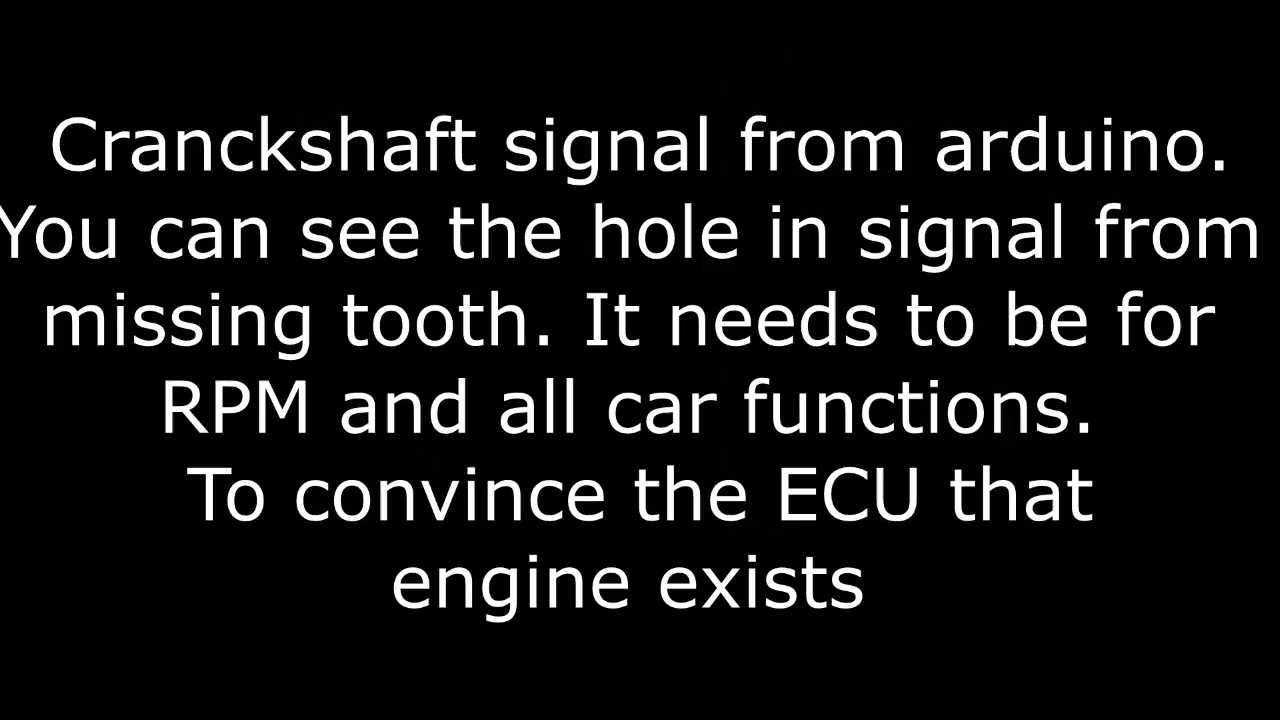 Cranckshaft signal from arduino.
You can see the hole in signal from
missing tooth. It needs to be for
RPM and all car functions.
To convince the ECU that
engine exists